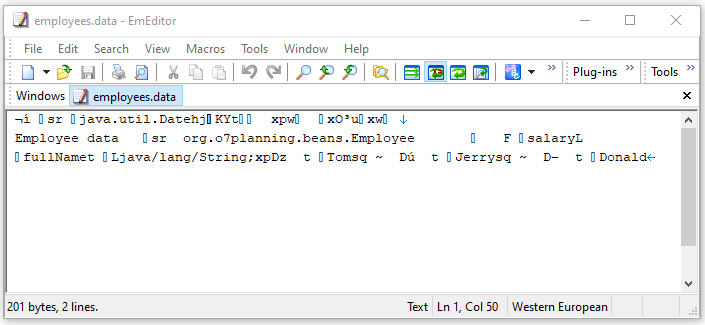 employees.data - EmEditor
File Edit Search View Macros Tools Window Help
Plug-ins Tools
Windows employees.data
¬í sr java.util.Datehj KYt xpw xO³u xw ↓
Employee data sr org.o7planning.beans.Employee F salaryL
fullNamet Ljava/lang/String;xpDz t Tomsq ~ Dú t Jerrysq ~ D– t Donald←
201 bytes, 2 lines. Text Ln 1, Col 50 Western European